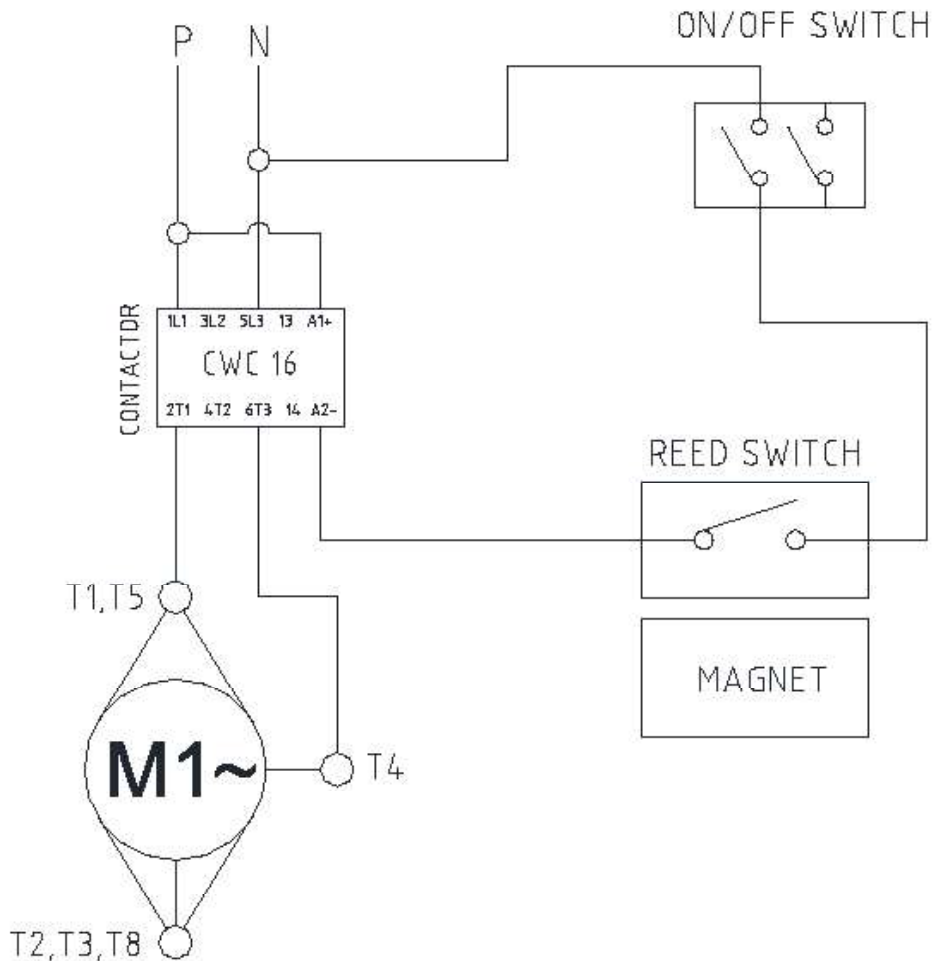 ON/OFF SWITCH
P N
1L1 3L2 5L3 13 A1+
CONTACTOR
CWC 16
2T1 4T2 6T3 14 A2-
REED SWITCH
T1,T5
MAGNET
M1~
T4
T2,T3,T8